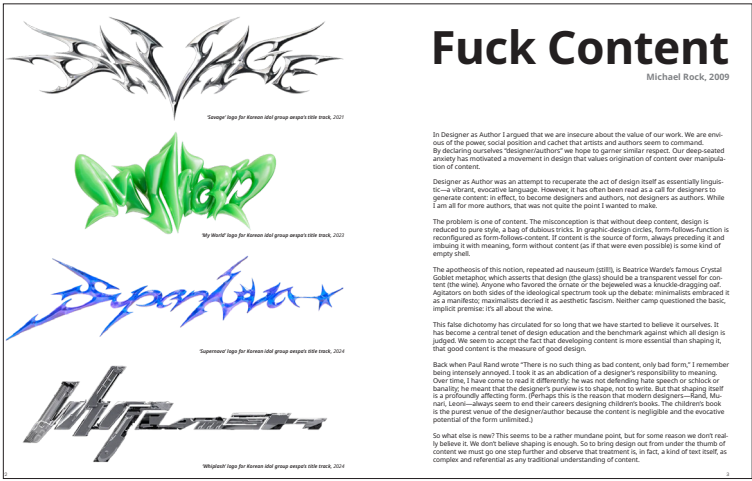 SAVAGE
'Savage' logo for Korean idol group aespa's title track, 2021
'My World' logo for Korean idol group aespa's title track, 2023
Supernova
'Supernova' logo for Korean idol group aespa's title track, 2024
Whiplash
'Whiplash' logo for Korean idol group aespa's title track, 2024
2
Fuck Content
Michael Rock, 2009
In Designer as Author I argued that we are insecure about the value of our work. We are envi-
ous of the power, social position and cachet that artists and authors seem to command.
By declaring ourselves "designer/authors" we hope to garner similar respect. Our deep-seated
anxiety has motivated a movement in design that values origination of content over manipula-
tion of content.
Designer as Author was an attempt to recuperate the act of design itself as essentially linguis-
tic—a vibrant, evocative language. However, it has often been read as a call for designers to
generate content: in effect, to become designers and authors, not designers as authors. While
I am all for more authors, that was not quite the point I wanted to make.
The problem is one of content. The misconception is that without deep content, design is
reduced to pure style, a bag of dubious tricks. In graphic-design circles, form-follows-function is
reconfigured as form-follows-content. If content is the source of form, always preceding it and
imbuing it with meaning, form without content (as if that were even possible) is some kind of
empty shell.
The apotheosis of this notion, repeated ad nauseum (still!), is Beatrice Warde's famous Crystal
Goblet metaphor, which asserts that design (the glass) should be a transparent vessel for con-
tent (the wine). Anyone who favored the ornate or the bejeweled was a knuckle-dragging oaf.
Agitators on both sides of the ideological spectrum took up the debate: minimalists embraced it
as a manifesto; maximalists decried it as aesthetic fascism. Neither camp questioned the basic,
implicit premise: it's all about the wine.
This false dichotomy has circulated for so long that we have started to believe it ourselves. It
has become a central tenet of design education and the benchmark against which all design is
judged. We seem to accept the fact that developing content is more essential than shaping it,
that good content is the measure of good design.
Back when Paul Rand wrote "There is no such thing as bad content, only bad form," I remember
being intensely annoyed. I took it as an abdication of a designer's responsibility to meaning.
Over time, I have come to read it differently: he was not defending hate speech or schlock or
banality; he meant that the designer's purview is to shape, not to write. But that shaping itself
is a profoundly affecting form. (Perhaps this is the reason that modern designers—Rand, Mu-
nari, Leoni—always seem to end their careers designing children's books. The children's book
is the purest venue of the designer/author because the content is negligible and the evocative
potential of the form unlimited.)
So what else is new? This seems to be a rather mundane point, but for some reason we don't real-
ly believe it. We don't believe shaping is enough. So to bring design out from under the thumb of
content we must go one step further and observe that treatment is, in fact, a kind of text itself, as
complex and referential as any traditional understanding of content.
3